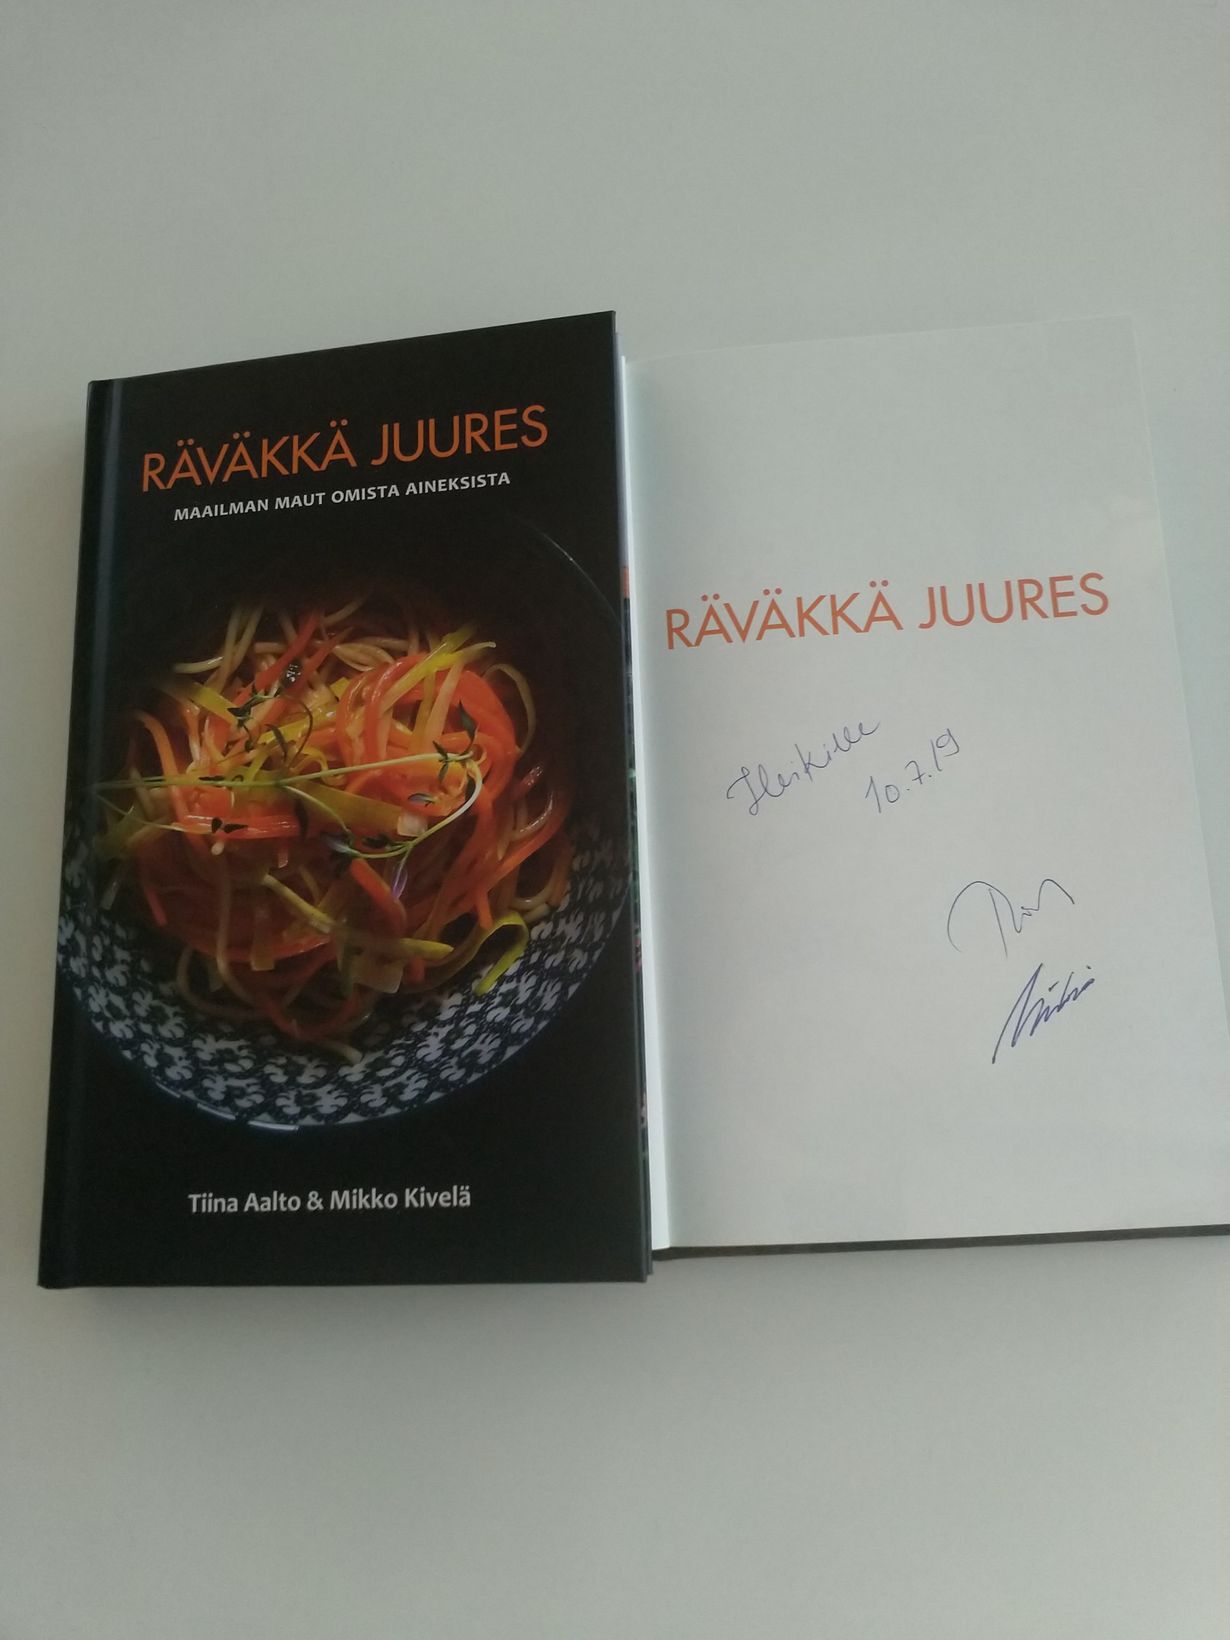 RÄVÄKKÄ JUURES
MAAILMAN MAUT OMISTA AINEKSISTA
Tiina Aalto & Mikko Kivelä
RÄVÄKKÄ JUURES
Heikille
10.7.19